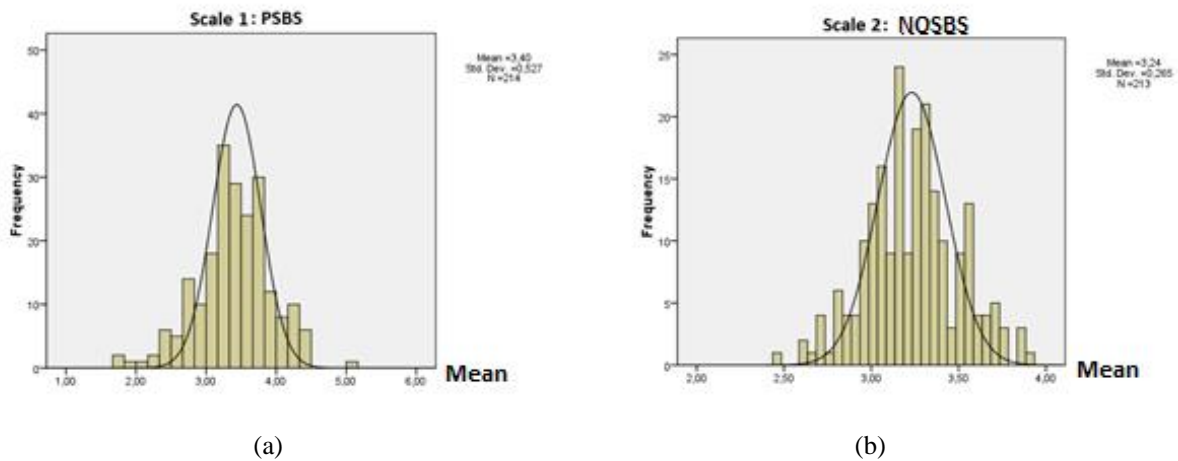 Scale 1: PSBS
Mean =3,40
Std. Dev. =0,527
N =214
50
40
30
20
10
0
Frequency
1,00 2,00 3,00 4,00 5,00 6,00
Mean
(a)
Scale 2: NQSBS
Mean =3,24
Std. Dev. =0,265
N =213
25
20
15
10
5
0
Frequency
2,00 2,50 3,00 3,50 4,00
Mean
(b)